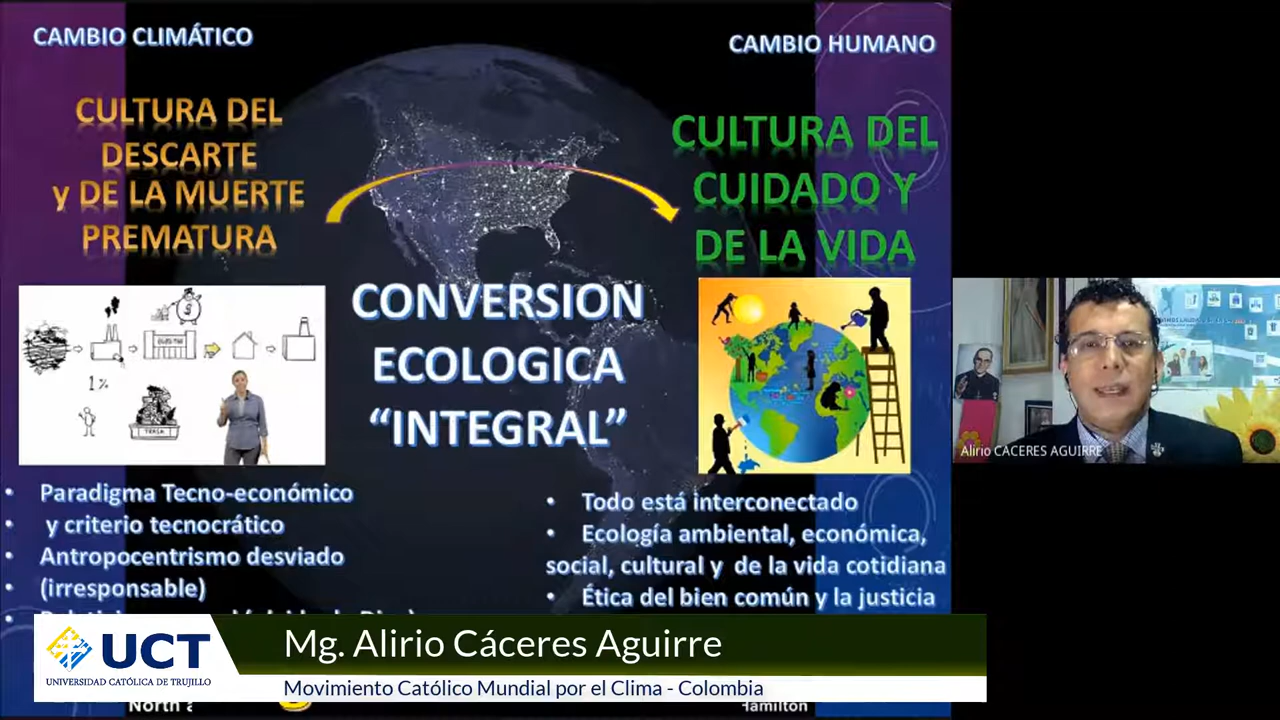 CAMBIO CLIMÁTICO
CAMBIO HUMANO
CULTURA DEL
DESCARTE
y DE LA MUERTE
PREMATURA
CULTURA DEL
CUIDADO Y
DE LA VIDA
CONVERSION
ECOLOGICA
“INTEGRAL”
1%
• Paradigma Tecno-económico
• y criterio tecnocrático
• Antropocentrismo desviado
• (irresponsable)
• Todo está interconectado
• Ecología ambiental, económica,
social, cultural y de la vida cotidiana
• Ética del bien común y la justicia
Alirio CACERES AGUIRRE
UCT
UNIVERSIDAD CATÓLICA DE TRUJILLO
Mg. Alirio Cáceres Aguirre
Movimiento Católico Mundial por el Clima - Colombia
North
Hamilton